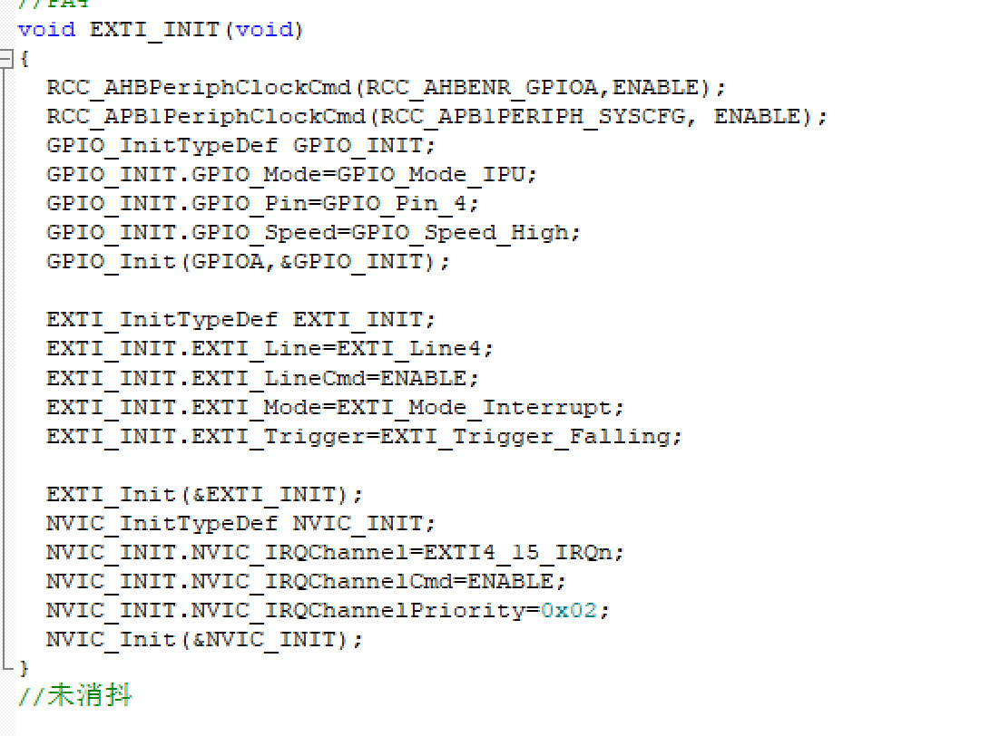 //PA4
void EXTI_INIT(void)
{
  RCC_AHBPeriphClockCmd(RCC_AHBENR_GPIOA,ENABLE);
  RCC_APB1PeriphClockCmd(RCC_APB1PERIPH_SYSCFG, ENABLE);
  GPIO_InitTypeDef GPIO_INIT;
  GPIO_INIT.GPIO_Mode=GPIO_Mode_IPU;
  GPIO_INIT.GPIO_Pin=GPIO_Pin_4;
  GPIO_INIT.GPIO_Speed=GPIO_Speed_High;
  GPIO_Init(GPIOA,&GPIO_INIT);
  EXTI_InitTypeDef EXTI_INIT;
  EXTI_INIT.EXTI_Line=EXTI_Line4;
  EXTI_INIT.EXTI_LineCmd=ENABLE;
  EXTI_INIT.EXTI_Mode=EXTI_Mode_Interrupt;
  EXTI_INIT.EXTI_Trigger=EXTI_Trigger_Falling;
  EXTI_Init(&EXTI_INIT);
  NVIC_InitTypeDef NVIC_INIT;
  NVIC_INIT.NVIC_IRQChannel=EXTI4_15_IRQn;
  NVIC_INIT.NVIC_IRQChannelCmd=ENABLE;
  NVIC_INIT.NVIC_IRQChannelPriority=0x02;
  NVIC_Init(&NVIC_INIT);
}
//未消抖